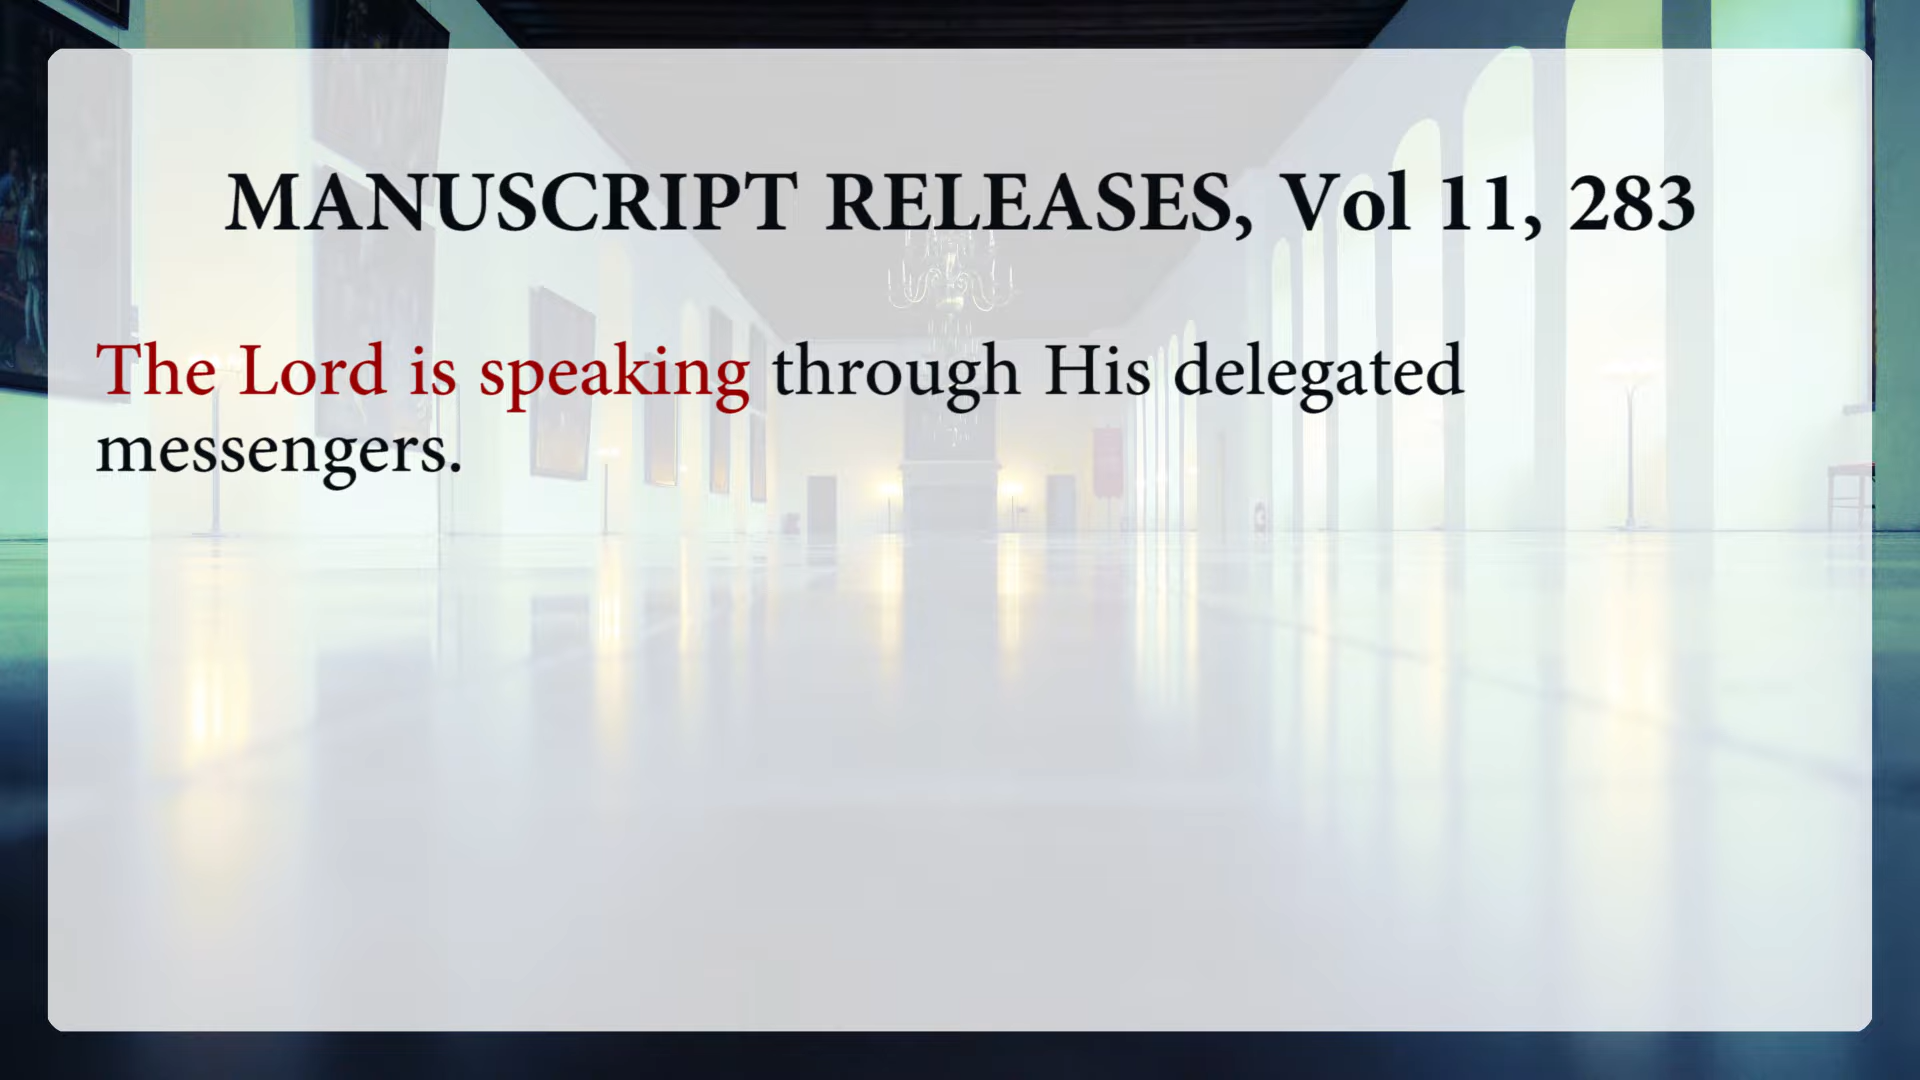 MANUSCRIPT RELEASES, Vol 11, 283
The Lord is speaking through His delegated
messengers.